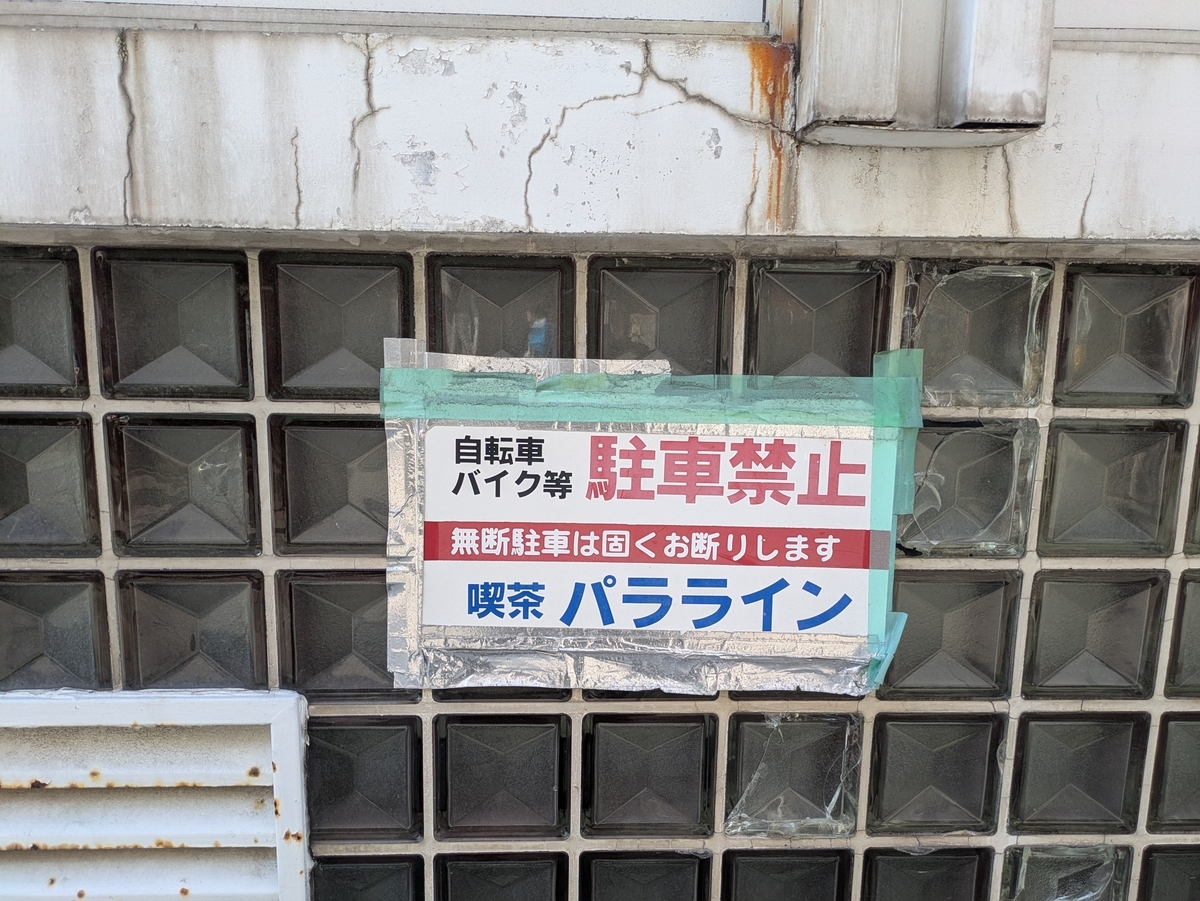 自転車
バイク等
駐車禁止
無断駐車は固くお断りします
喫茶 パラライン